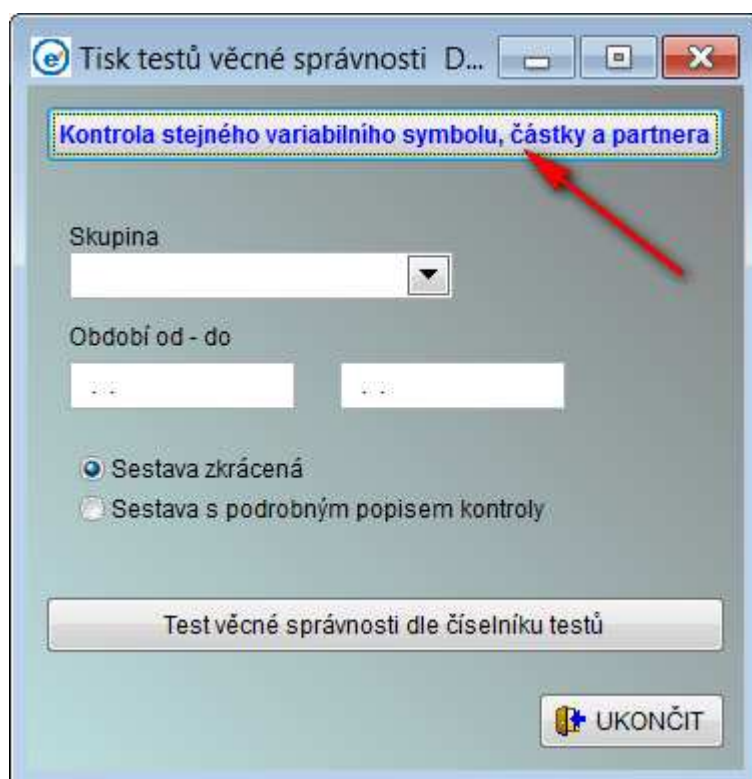 Tisk testů věcné správnosti D...
Kontrola stejného variabilního symbolu, částky a partnera
Skupina
Období od - do
. .
. .
Sestava zkrácená
Sestava s podrobným popisem kontroly
Test věcné správnosti dle číselníku testů
UKONČIT